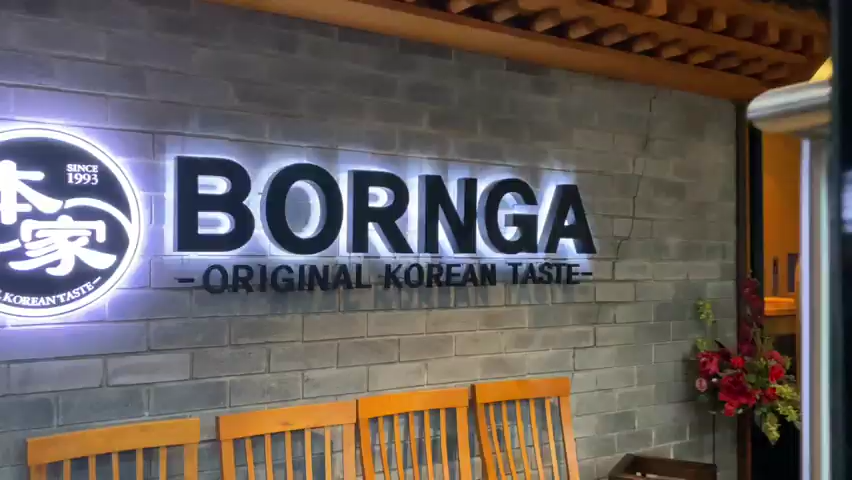 SINCE
1993
本家
KOREAN TASTE-
BORNGA
-ORIGINAL KOREAN TASTE-